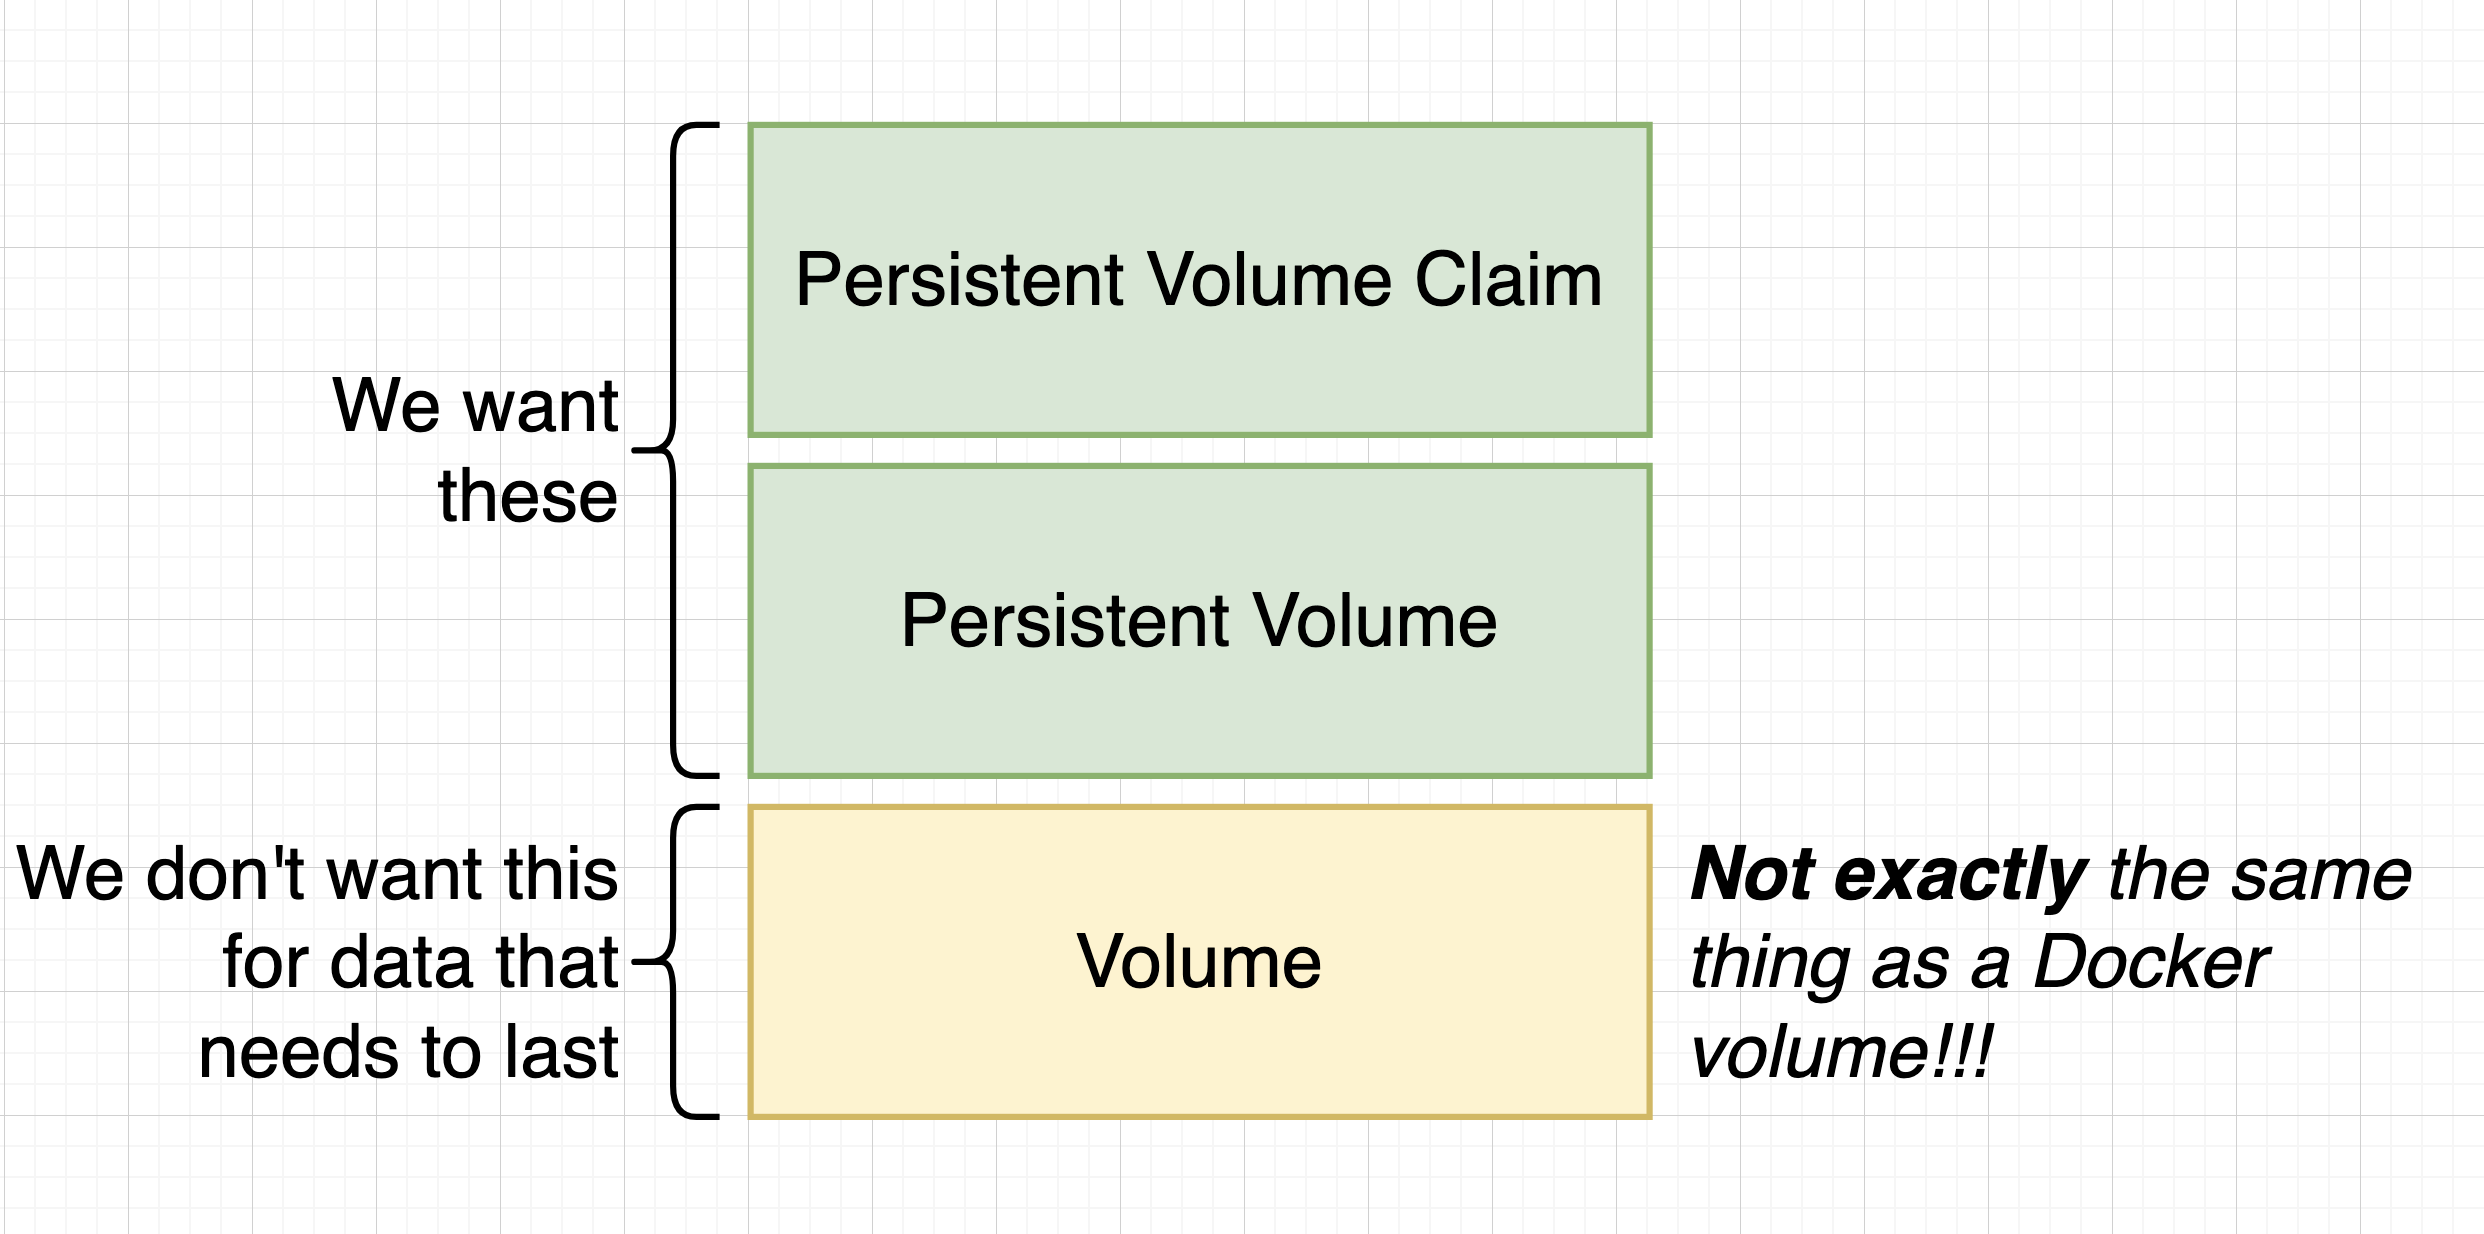 Persistent Volume Claim
We want
these
Persistent Volume
We don't want this
for data that
needs to last
Volume
Not exactly the same
thing as a Docker
volume!!!